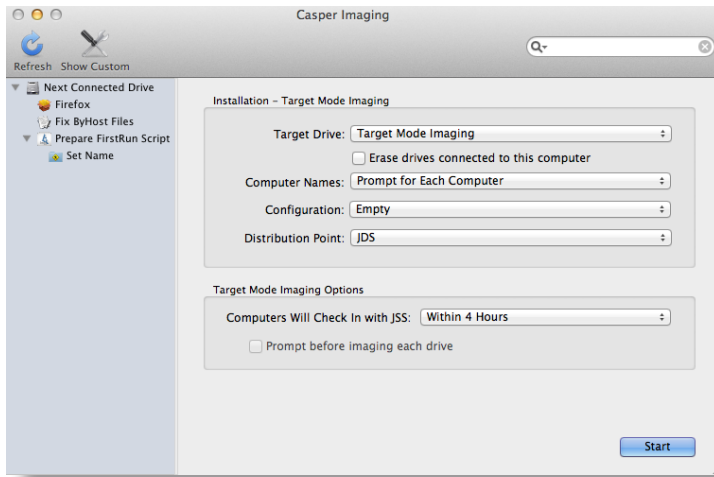 Casper Imaging
Refresh Show Custom
Next Connected Drive
Firefox
Fix ByHost Files
Prepare FirstRun Script
Set Name
Installation – Target Mode Imaging
Target Drive: Target Mode Imaging
Erase drives connected to this computer
Computer Names: Prompt for Each Computer
Configuration: Empty
Distribution Point: JDS
Target Mode Imaging Options
Computers Will Check In with JSS: Within 4 Hours
Prompt before imaging each drive
Start